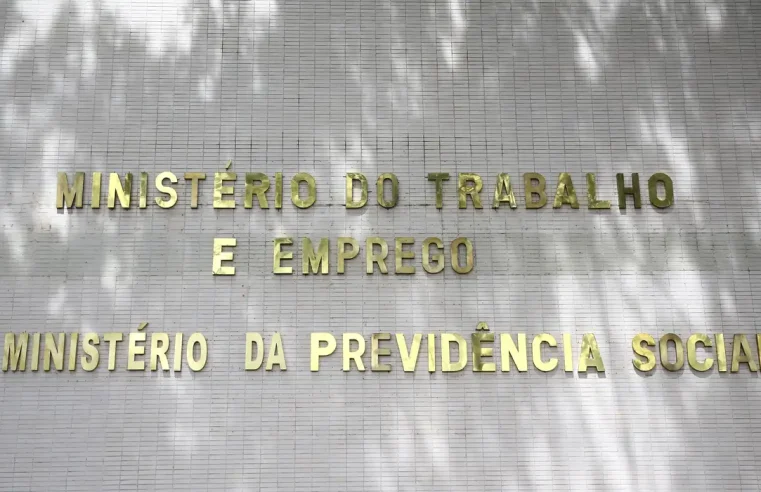 MINISTÉRIO DO TRABALHO
E EMPREGO
MINISTÉRIO DA PREVIDÊNCIA SOCIAL